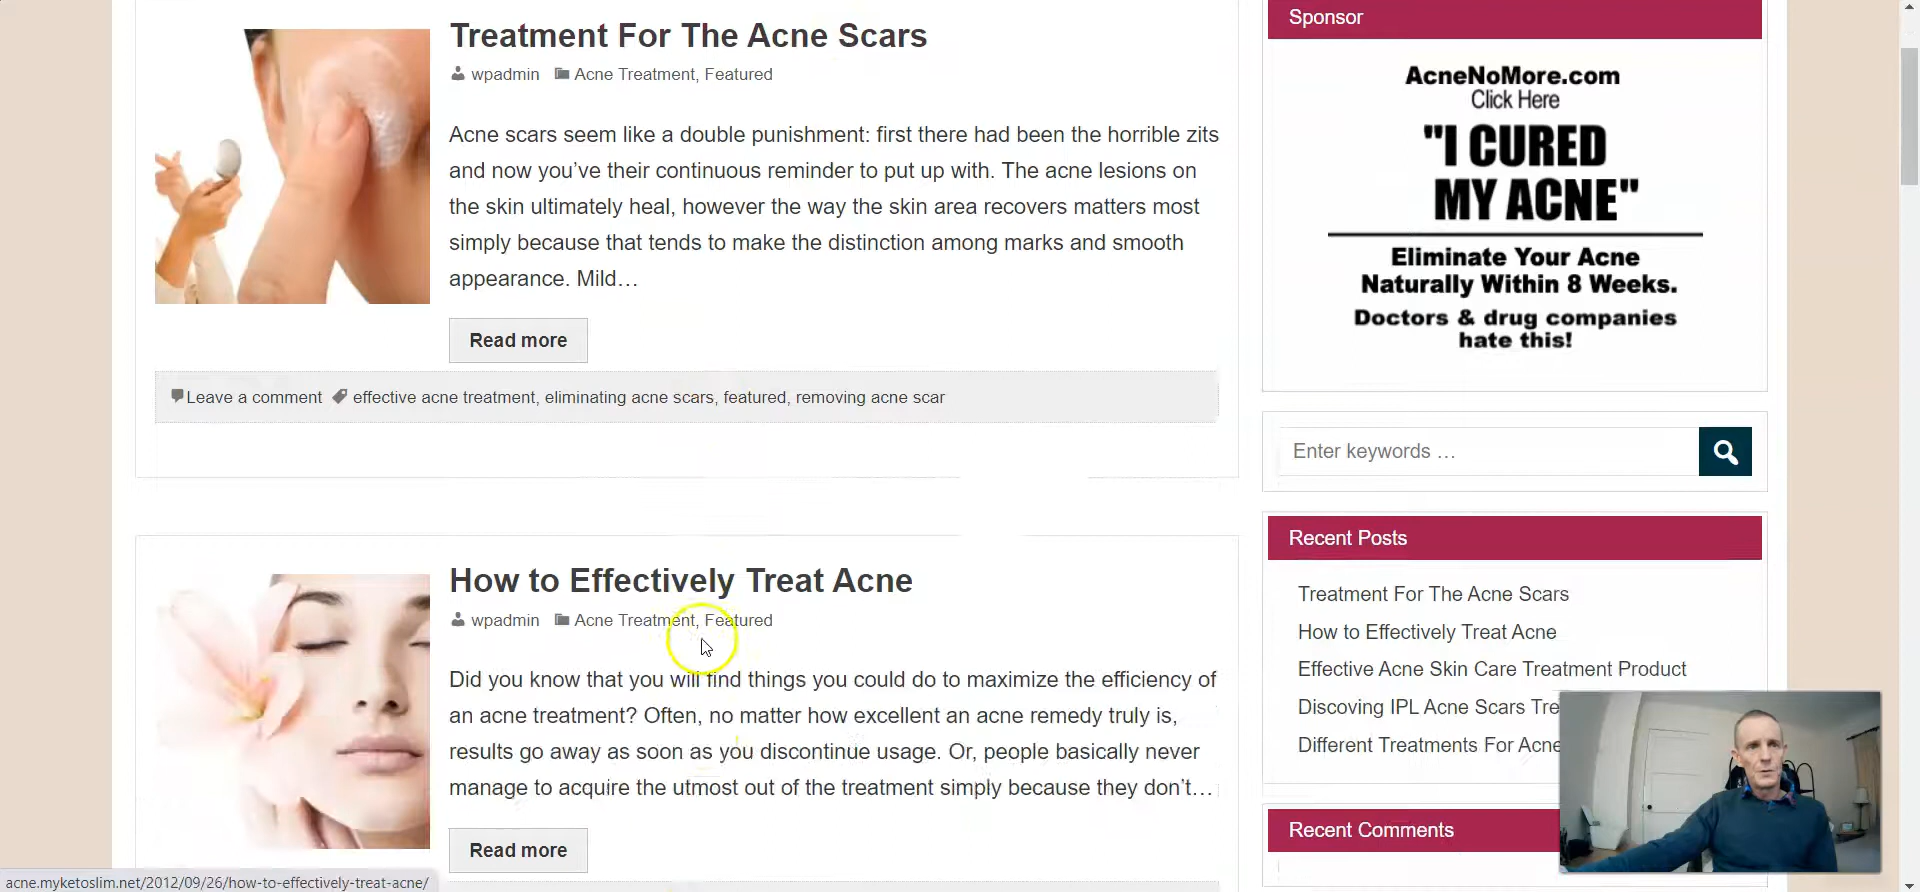 Treatment For The Acne Scars
wpadmin Acne Treatment, Featured
Acne scars seem like a double punishment: first there had been the horrible zits
and now you’ve their continuous reminder to put up with. The acne lesions on
the skin ultimately heal, however the way the skin area recovers matters most
simply because that tends to make the distinction among marks and smooth
appearance. Mild…
Read more
Leave a comment effective acne treatment, eliminating acne scars, featured, removing acne scar
How to Effectively Treat Acne
wpadmin Acne Treatment, Featured
Did you know that you will find things you could do to maximize the efficiency of
an acne treatment? Often, no matter how excellent an acne remedy truly is,
results go away as soon as you discontinue usage. Or, people basically never
manage to acquire the utmost out of the treatment simply because they don’t…
Read more
acne.myketoslim.net/2012/09/26/how-to-effectively-treat-acne/
Sponsor
AcneNoMore.com
Click Here
"I CURED
MY ACNE"
Eliminate Your Acne
Naturally Within 8 Weeks.
Doctors & drug companies
hate this!
Enter keywords …
Recent Posts
Treatment For The Acne Scars
How to Effectively Treat Acne
Effective Acne Skin Care Treatment Product
Discoving IPL Acne Scars Tre
Different Treatments For Acne
Recent Comments